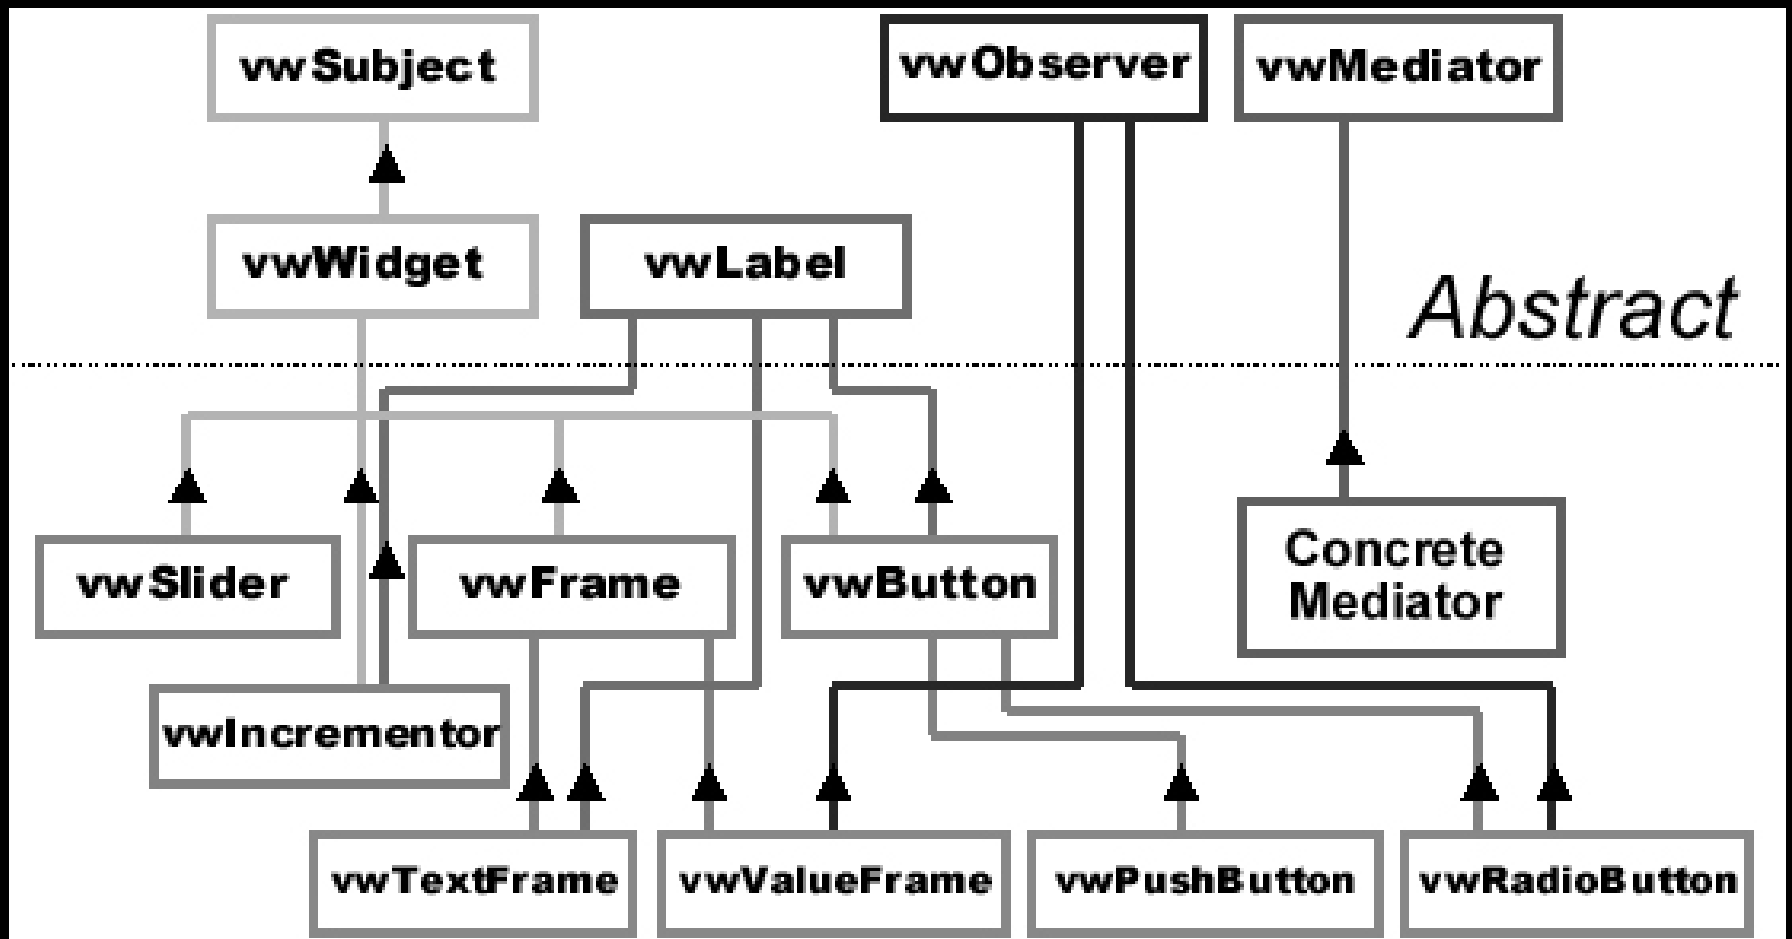 vwSubject
vwObserver
vwMediator
vwWidget
vwLabel
Abstract
vwSlider
vwFrame
vwButton
Concrete
Mediator
vwIncrementor
vwTextFrame
vwValueFrame
vwPushButton
vwRadioButton